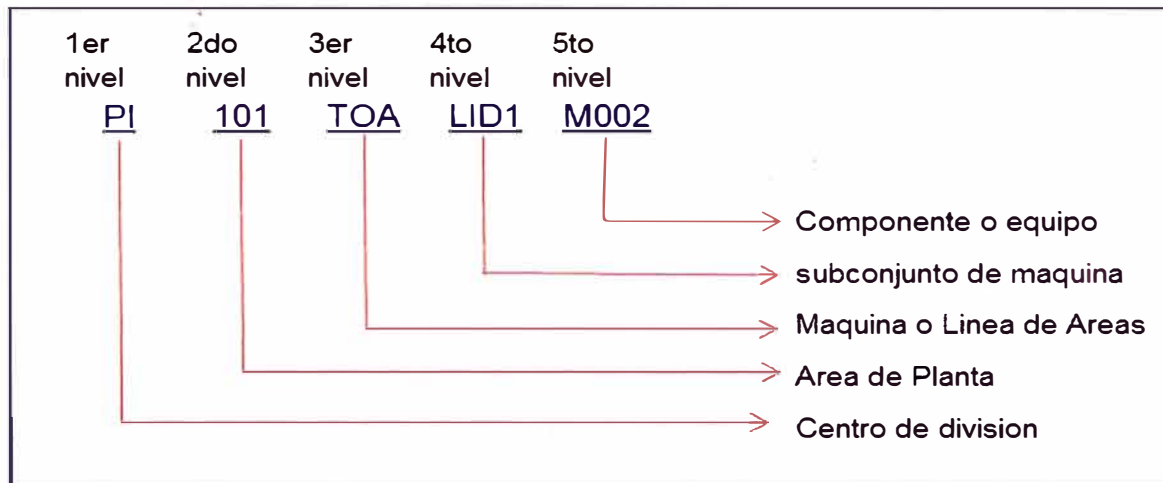 1er nivel 2do nivel 3er nivel 4to nivel 5to nivel
PI 101 TOA LID1 M002
Componente o equipo
subconjunto de maquina
Maquina o Linea de Areas
Area de Planta
Centro de division